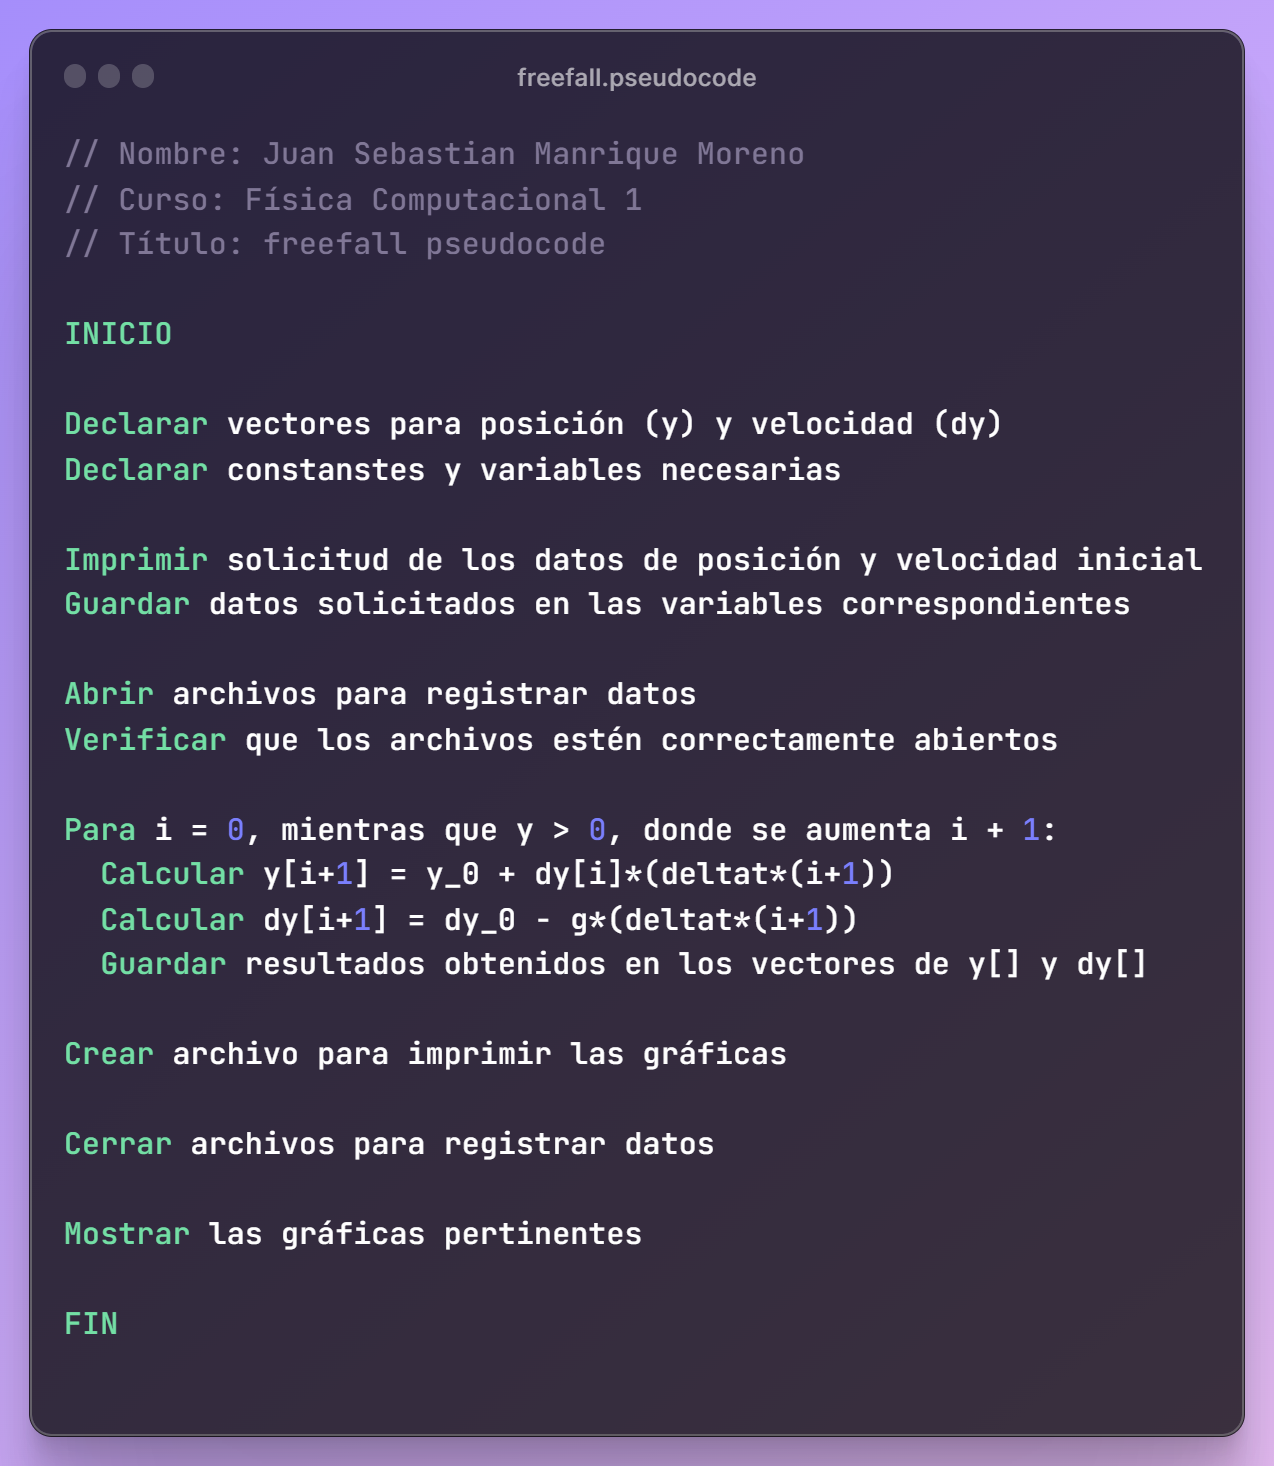 freefall.pseudocode
// Nombre: Juan Sebastian Manrique Moreno
// Curso: Física Computacional 1
// Título: freefall pseudocode
INICIO
Declarar vectores para posición (y) y velocidad (dy)
Declarar constanstes y variables necesarias
Imprimir solicitud de los datos de posición y velocidad inicial
Guardar datos solicitados en las variables correspondientes
Abrir archivos para registrar datos
Verificar que los archivos estén correctamente abiertos
Para i = 0, mientras que y > 0, donde se aumenta i + 1:
  Calcular y[i+1] = y_0 + dy[i]*(deltat*(i+1))
  Calcular dy[i+1] = dy_0 - g*(deltat*(i+1))
  Guardar resultados obtenidos en los vectores de y[] y dy[]
Crear archivo para imprimir las gráficas
Cerrar archivos para registrar datos
Mostrar las gráficas pertinentes
FIN